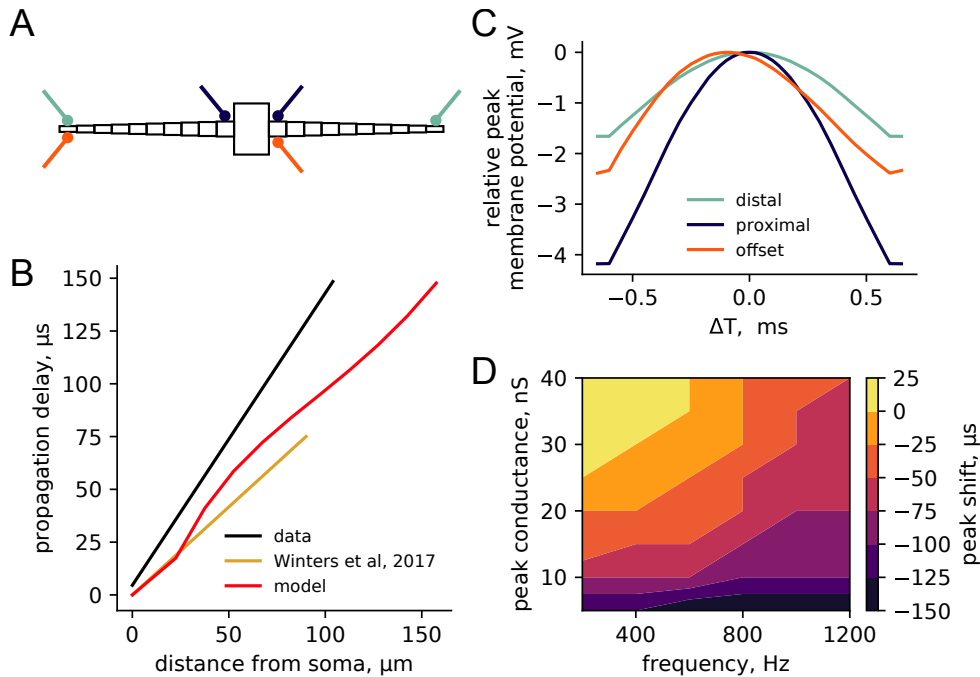 A
B
150
125
100
75
50
25
0
propagation delay, µs
0
50
100
150
distance from soma, µm
data
Winters et al, 2017
model
C
0
−1
−2
−3
−4
relative peak
membrane potential, mV
−0.5
0.0
0.5
ΔT, ms
distal
proximal
offset
D
40
30
20
10
peak conductance, nS
400
800
1200
frequency, Hz
25
0
−25
−50
−75
−100
−125
−150
peak shift, µs